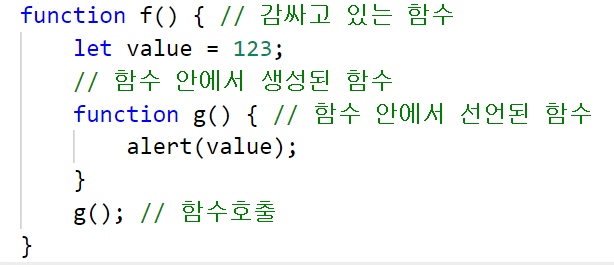 function f() { // 감싸고 있는 함수
let value = 123;
// 함수 안에서 생성된 함수
function g() { // 함수 안에서 선언된 함수
alert(value);
}
g(); // 함수호출
}